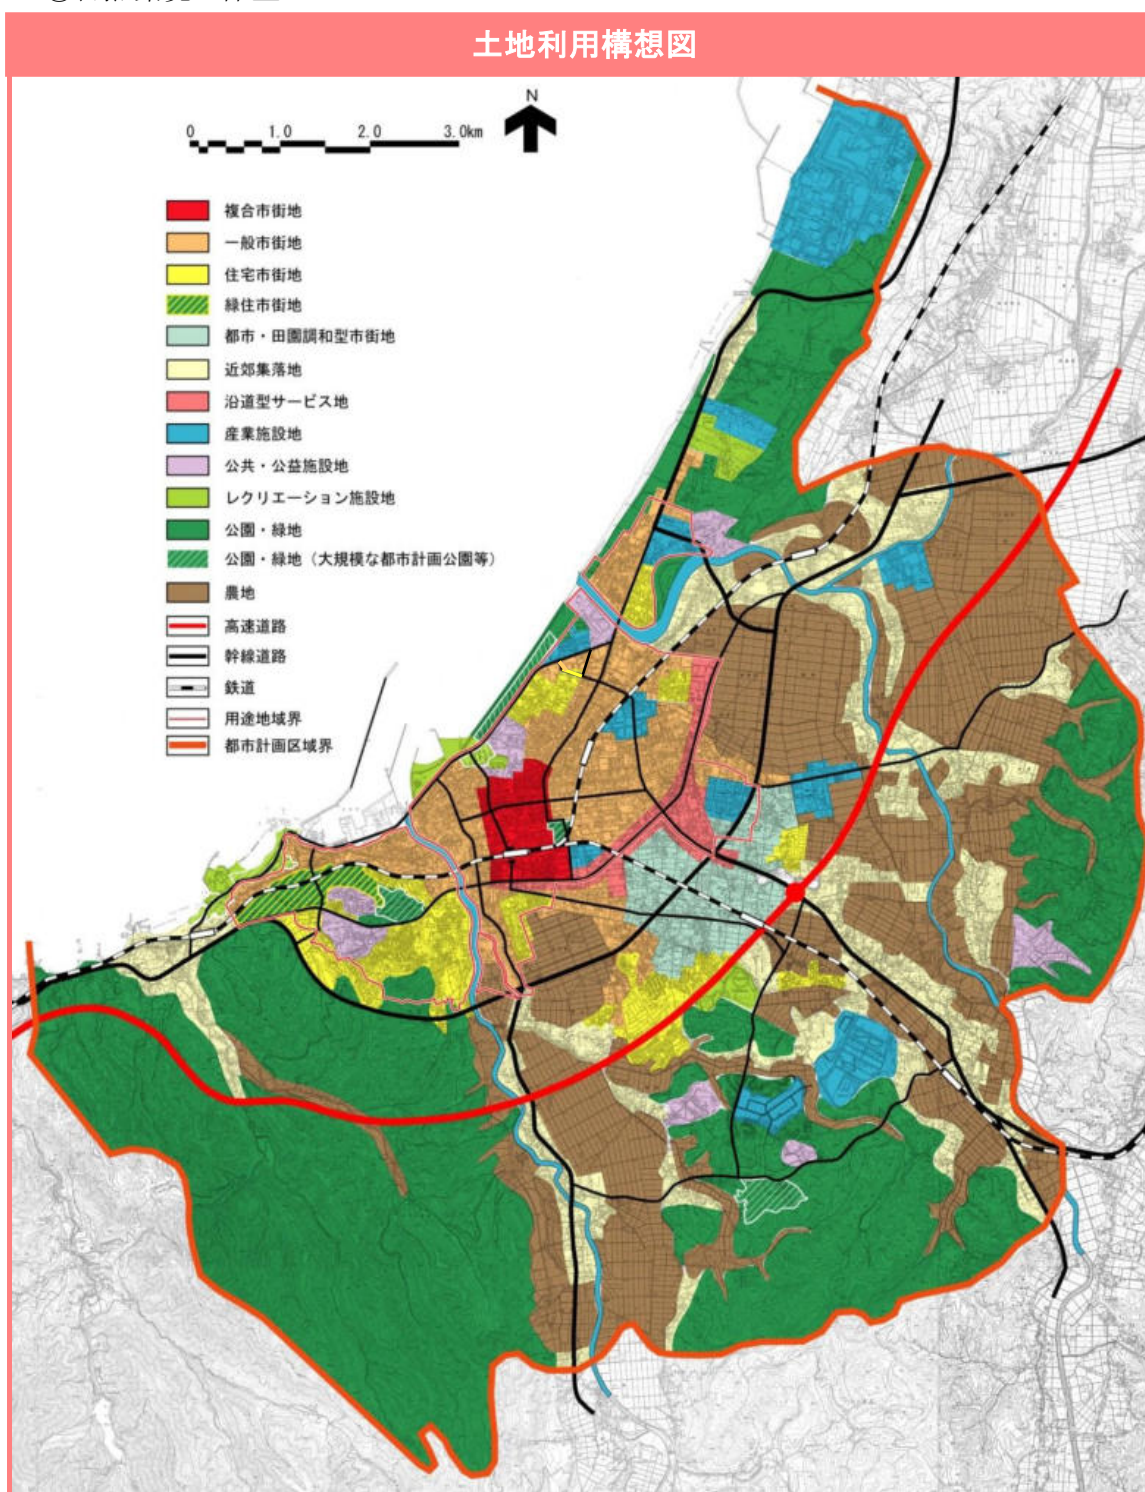 土地利用構想図
N
0 1.0 2.0 3.0km
複合市街地
一般市街地
住宅市街地
緑住市街地
都市・田園調和型市街地
近郊集落地
沿道型サービス地
産業施設地
公共・公益施設地
レクリエーション施設地
公園・緑地
公園・緑地（大規模な都市計画公園等）
農地
高速道路
幹線道路
鉄道
用途地域界
都市計画区域界